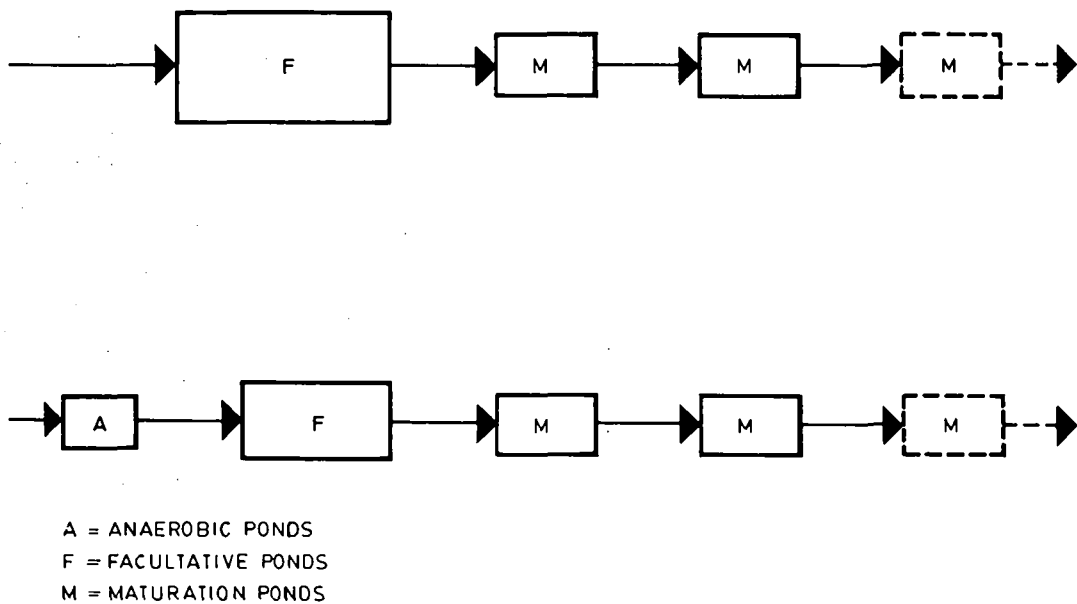 F M M M
A F M M M
A = ANAEROBIC PONDS
F = FACULTATIVE PONDS
M = MATURATION PONDS